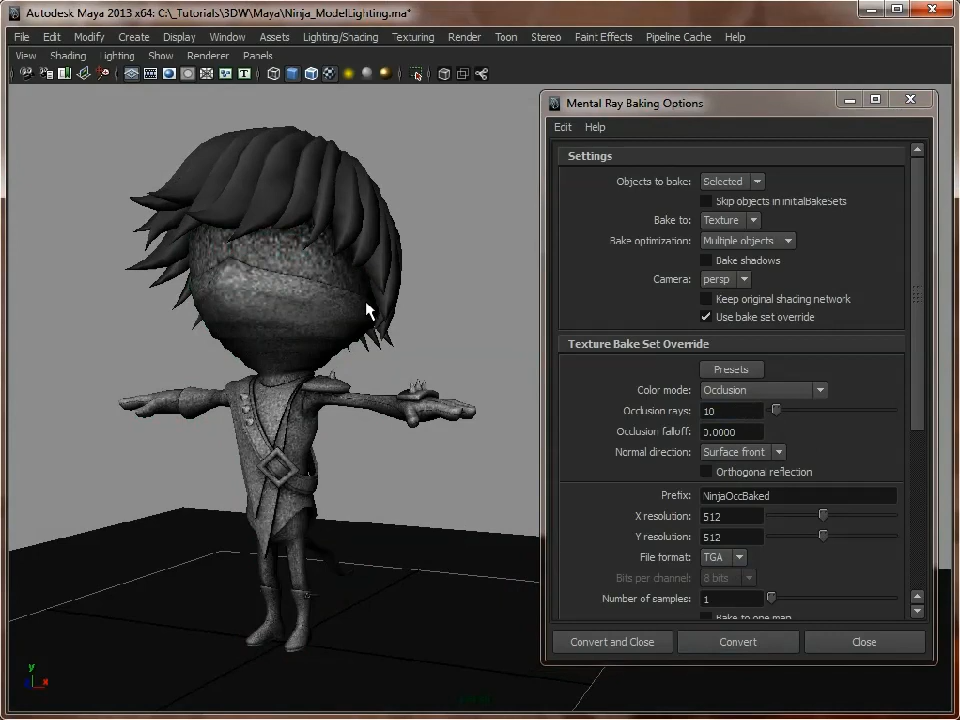 Autodesk Maya 2013 x64: C:\_Tutorials\3DW\Maya\Ninja_ModelLighting.ma*
File Edit Modify Create Display Window Assets Lighting/Shading Texturing Render Toon Stereo Paint Effects Pipeline Cache Help
View Shading Lighting Show Renderer Panels
Mental Ray Baking Options
Edit Help
Settings
Objects to bake: Selected
Skip objects in initialBakeSets
Bake to: Texture
Bake optimization: Multiple objects
Bake shadows
Camera: persp
Keep original shading network
Use bake set override
Texture Bake Set Override
Presets
Color mode: Occlusion
Occlusion rays: 10
Occlusion falloff: 0.0000
Normal direction: Surface front
Orthogonal reflection
Prefix: NinjaOccBaked
X resolution: 512
Y resolution: 512
File format: TGA
Bits per channel: 8 bits
Number of samples: 1
Bake to one map
Convert and Close Convert Close
y
x